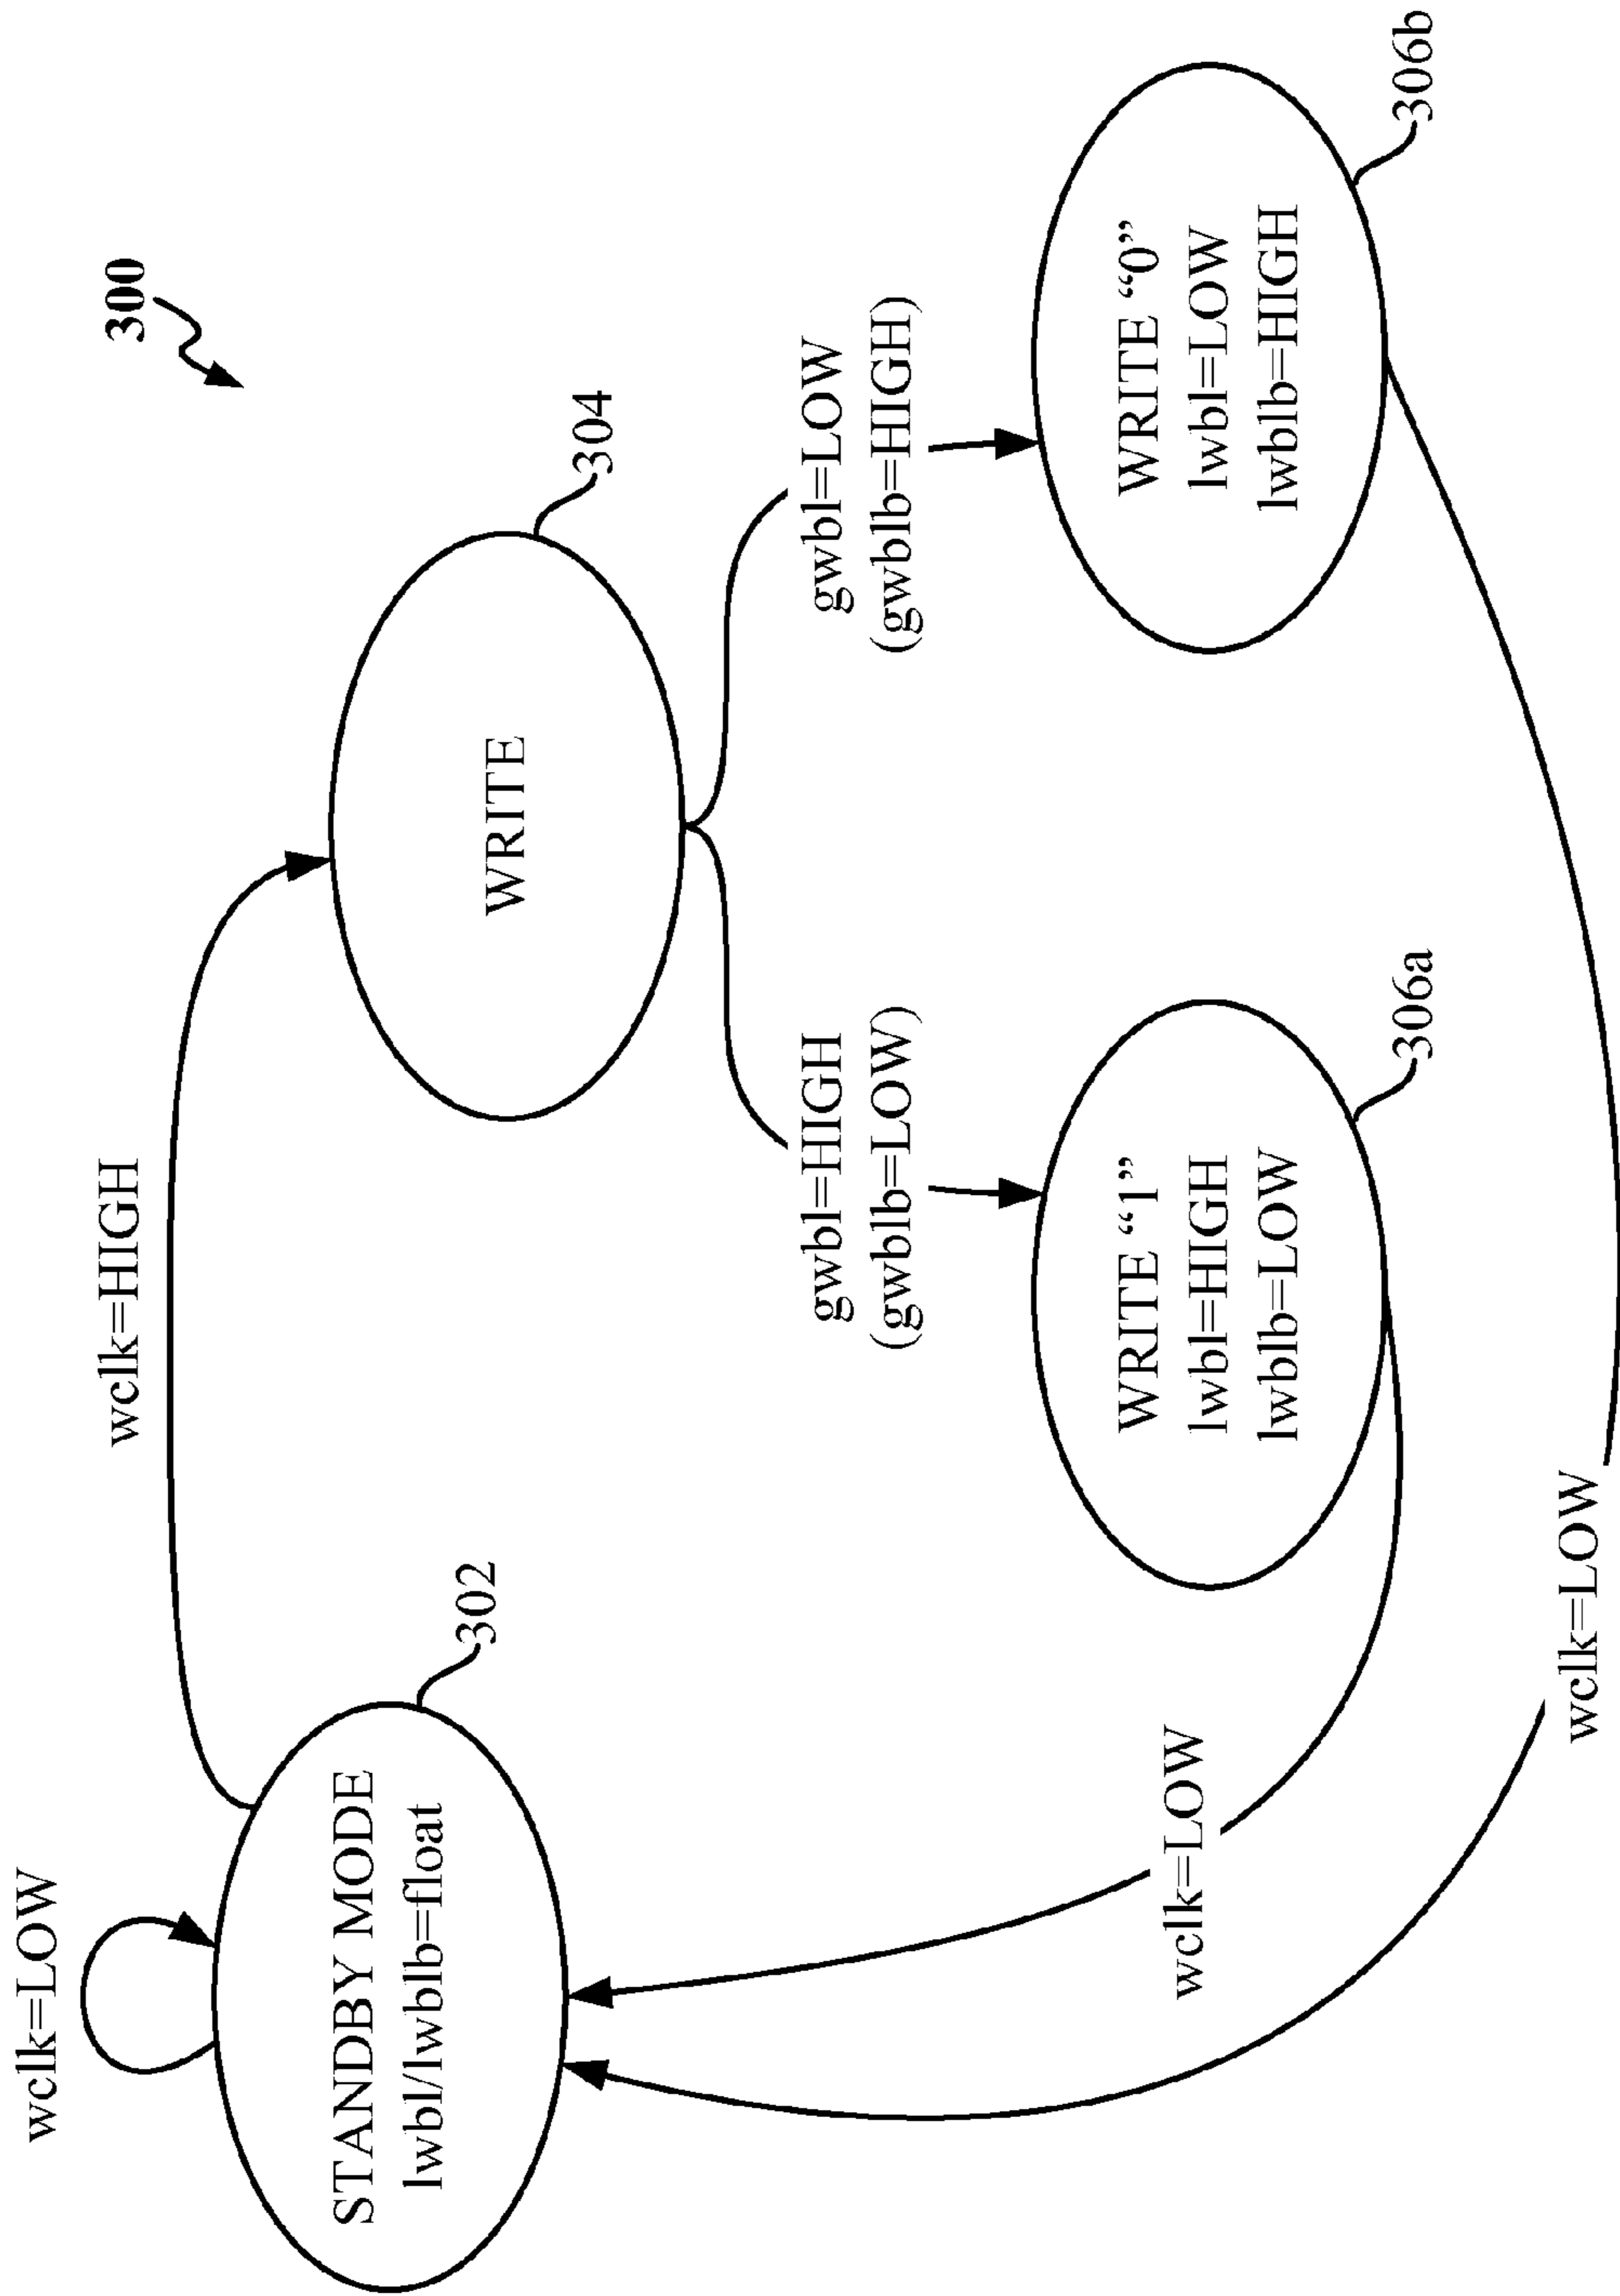 300
wclk=LOW
wclk=HIGH
STANDBY MODE
lwbl/lwblb=float
302
WRITE
304
gwbl=HIGH
(gwblb=LOW)
gwbl=LOW
(gwblb=HIGH)
WRITE “1”
lwbl=HIGH
lwblb=LOW
306a
WRITE “0”
lwbl=LOW
lwblb=HIGH
306b
wclk=LOW
wclk=LOW